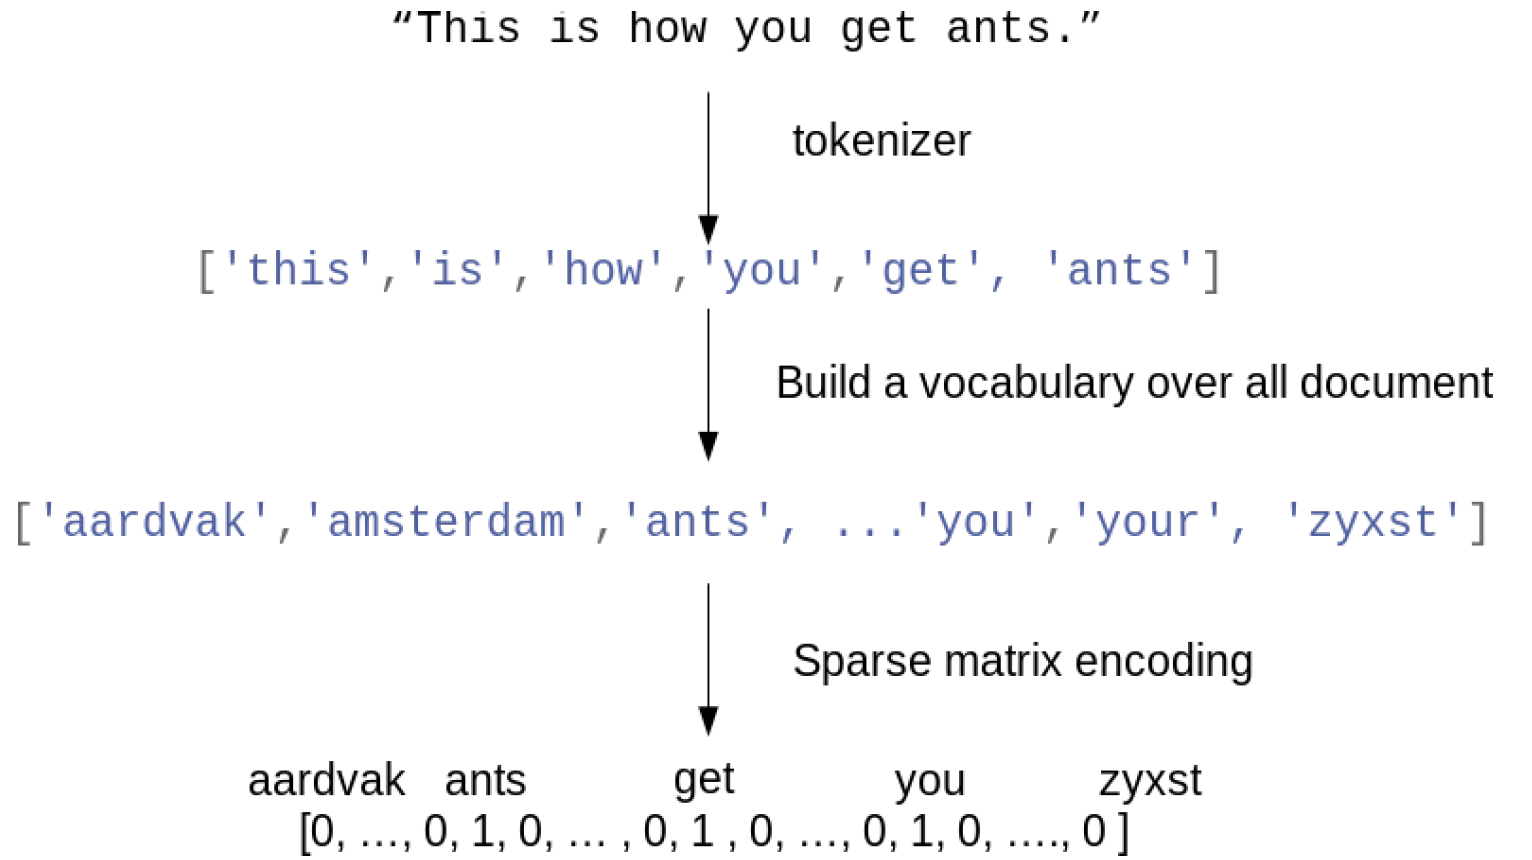 “This is how you get ants.”
tokenizer
['this','is','how','you','get', 'ants']
Build a vocabulary over all document
['aardvak','amsterdam','ants', ...'you','your', 'zyxst']
Sparse matrix encoding
aardvak ants get you zyxst
[0, ..., 0, 1, 0, ... , 0, 1 , 0, ..., 0, 1, 0, ...., 0 ]